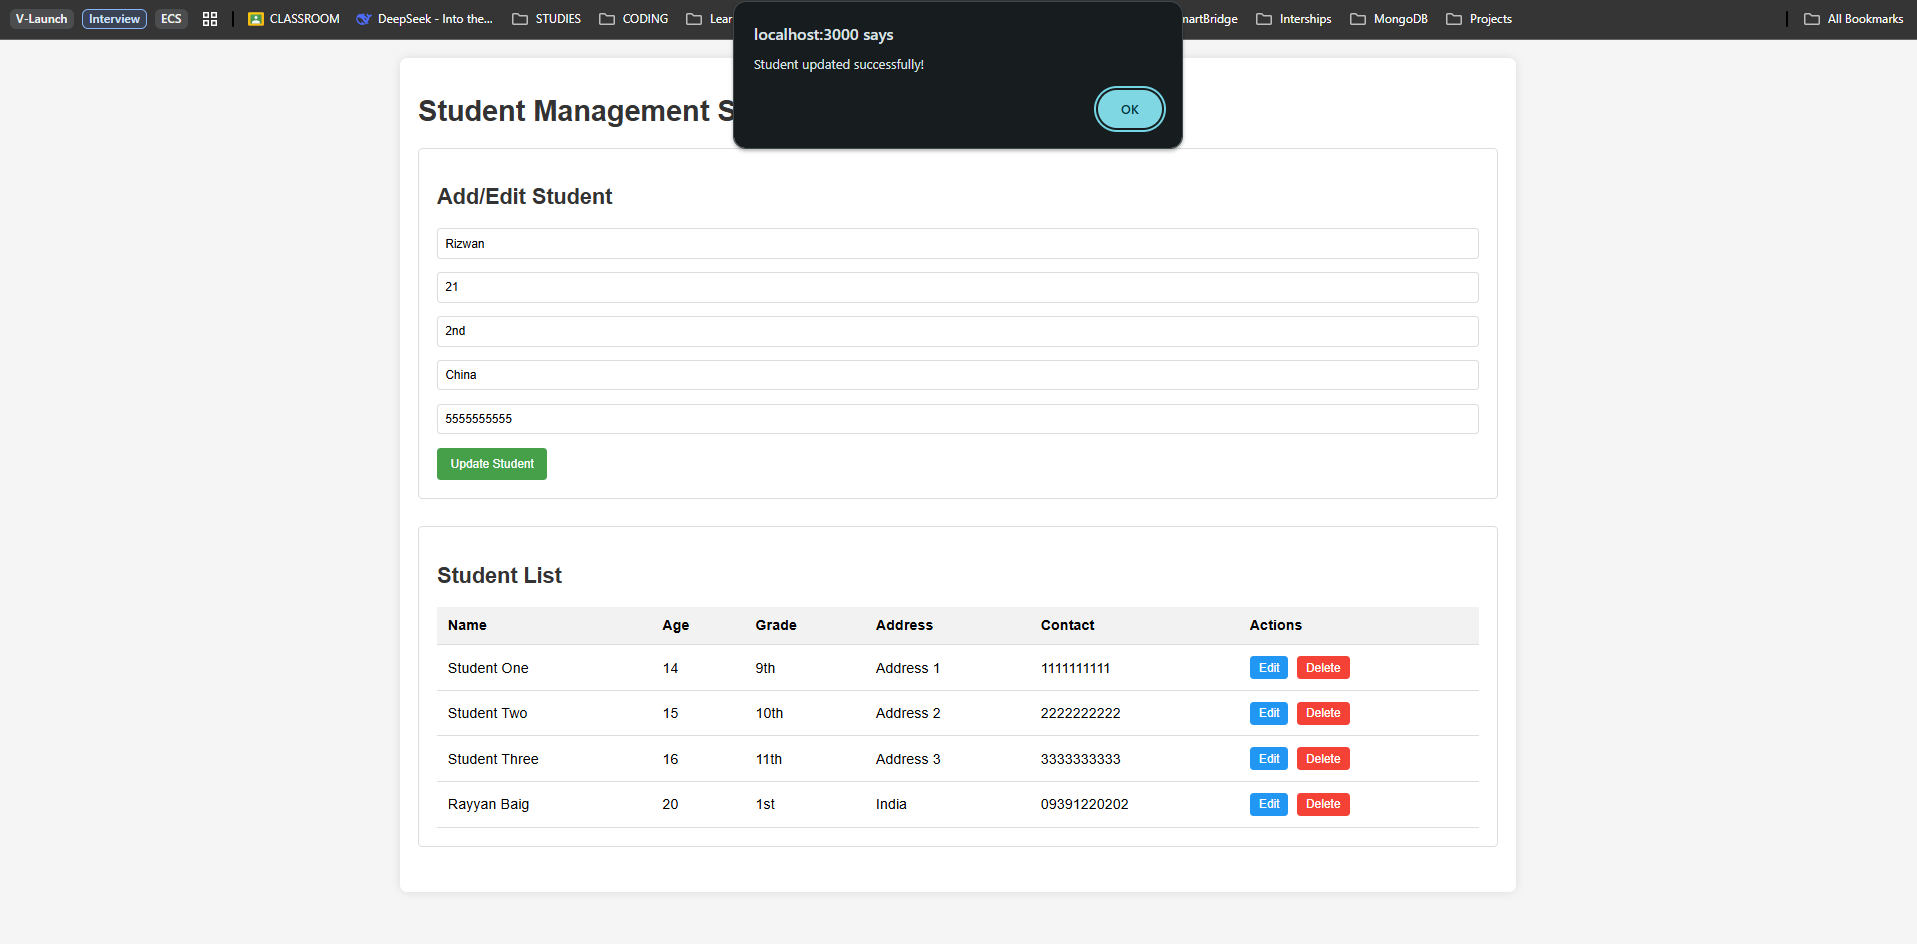 V-Launch Interview ECS CLASSROOM DeepSeek - Into the... STUDIES CODING Interships MongoDB Projects All Bookmarks
localhost:3000 says
Student updated successfully!
OK
Student Management
Add/Edit Student
Rizwan
21
2nd
China
5555555555
Update Student
Student List
Name Age Grade Address Contact Actions
Student One 14 9th Address 1 1111111111 Edit Delete
Student Two 15 10th Address 2 2222222222 Edit Delete
Student Three 16 11th Address 3 3333333333 Edit Delete
Rayyan Baig 20 1st India 09391220202 Edit Delete